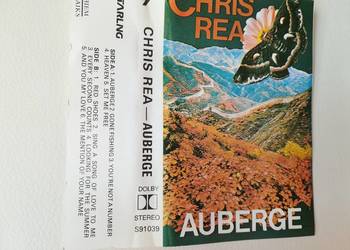 CHRIS
REA
AUBERGE
CHRIS REA — AUBERGE
DOLBY
STEREO
S91039
STARLING
SIDE A: 1. AUBERGE 2. GONE FISHING 3. YOU'RE NOT A NUMBER
4. HEAVEN 5. SET ME FREE
SIDE B: 1. RED SHOES 2. SING A SONG OF LOVE TO ME
3. EVERY SECOND COUNTS 4. LOOKING FOR THE SUMMER
5. AND YOU MY LOVE 6. THE MENTION OF YOUR NAME